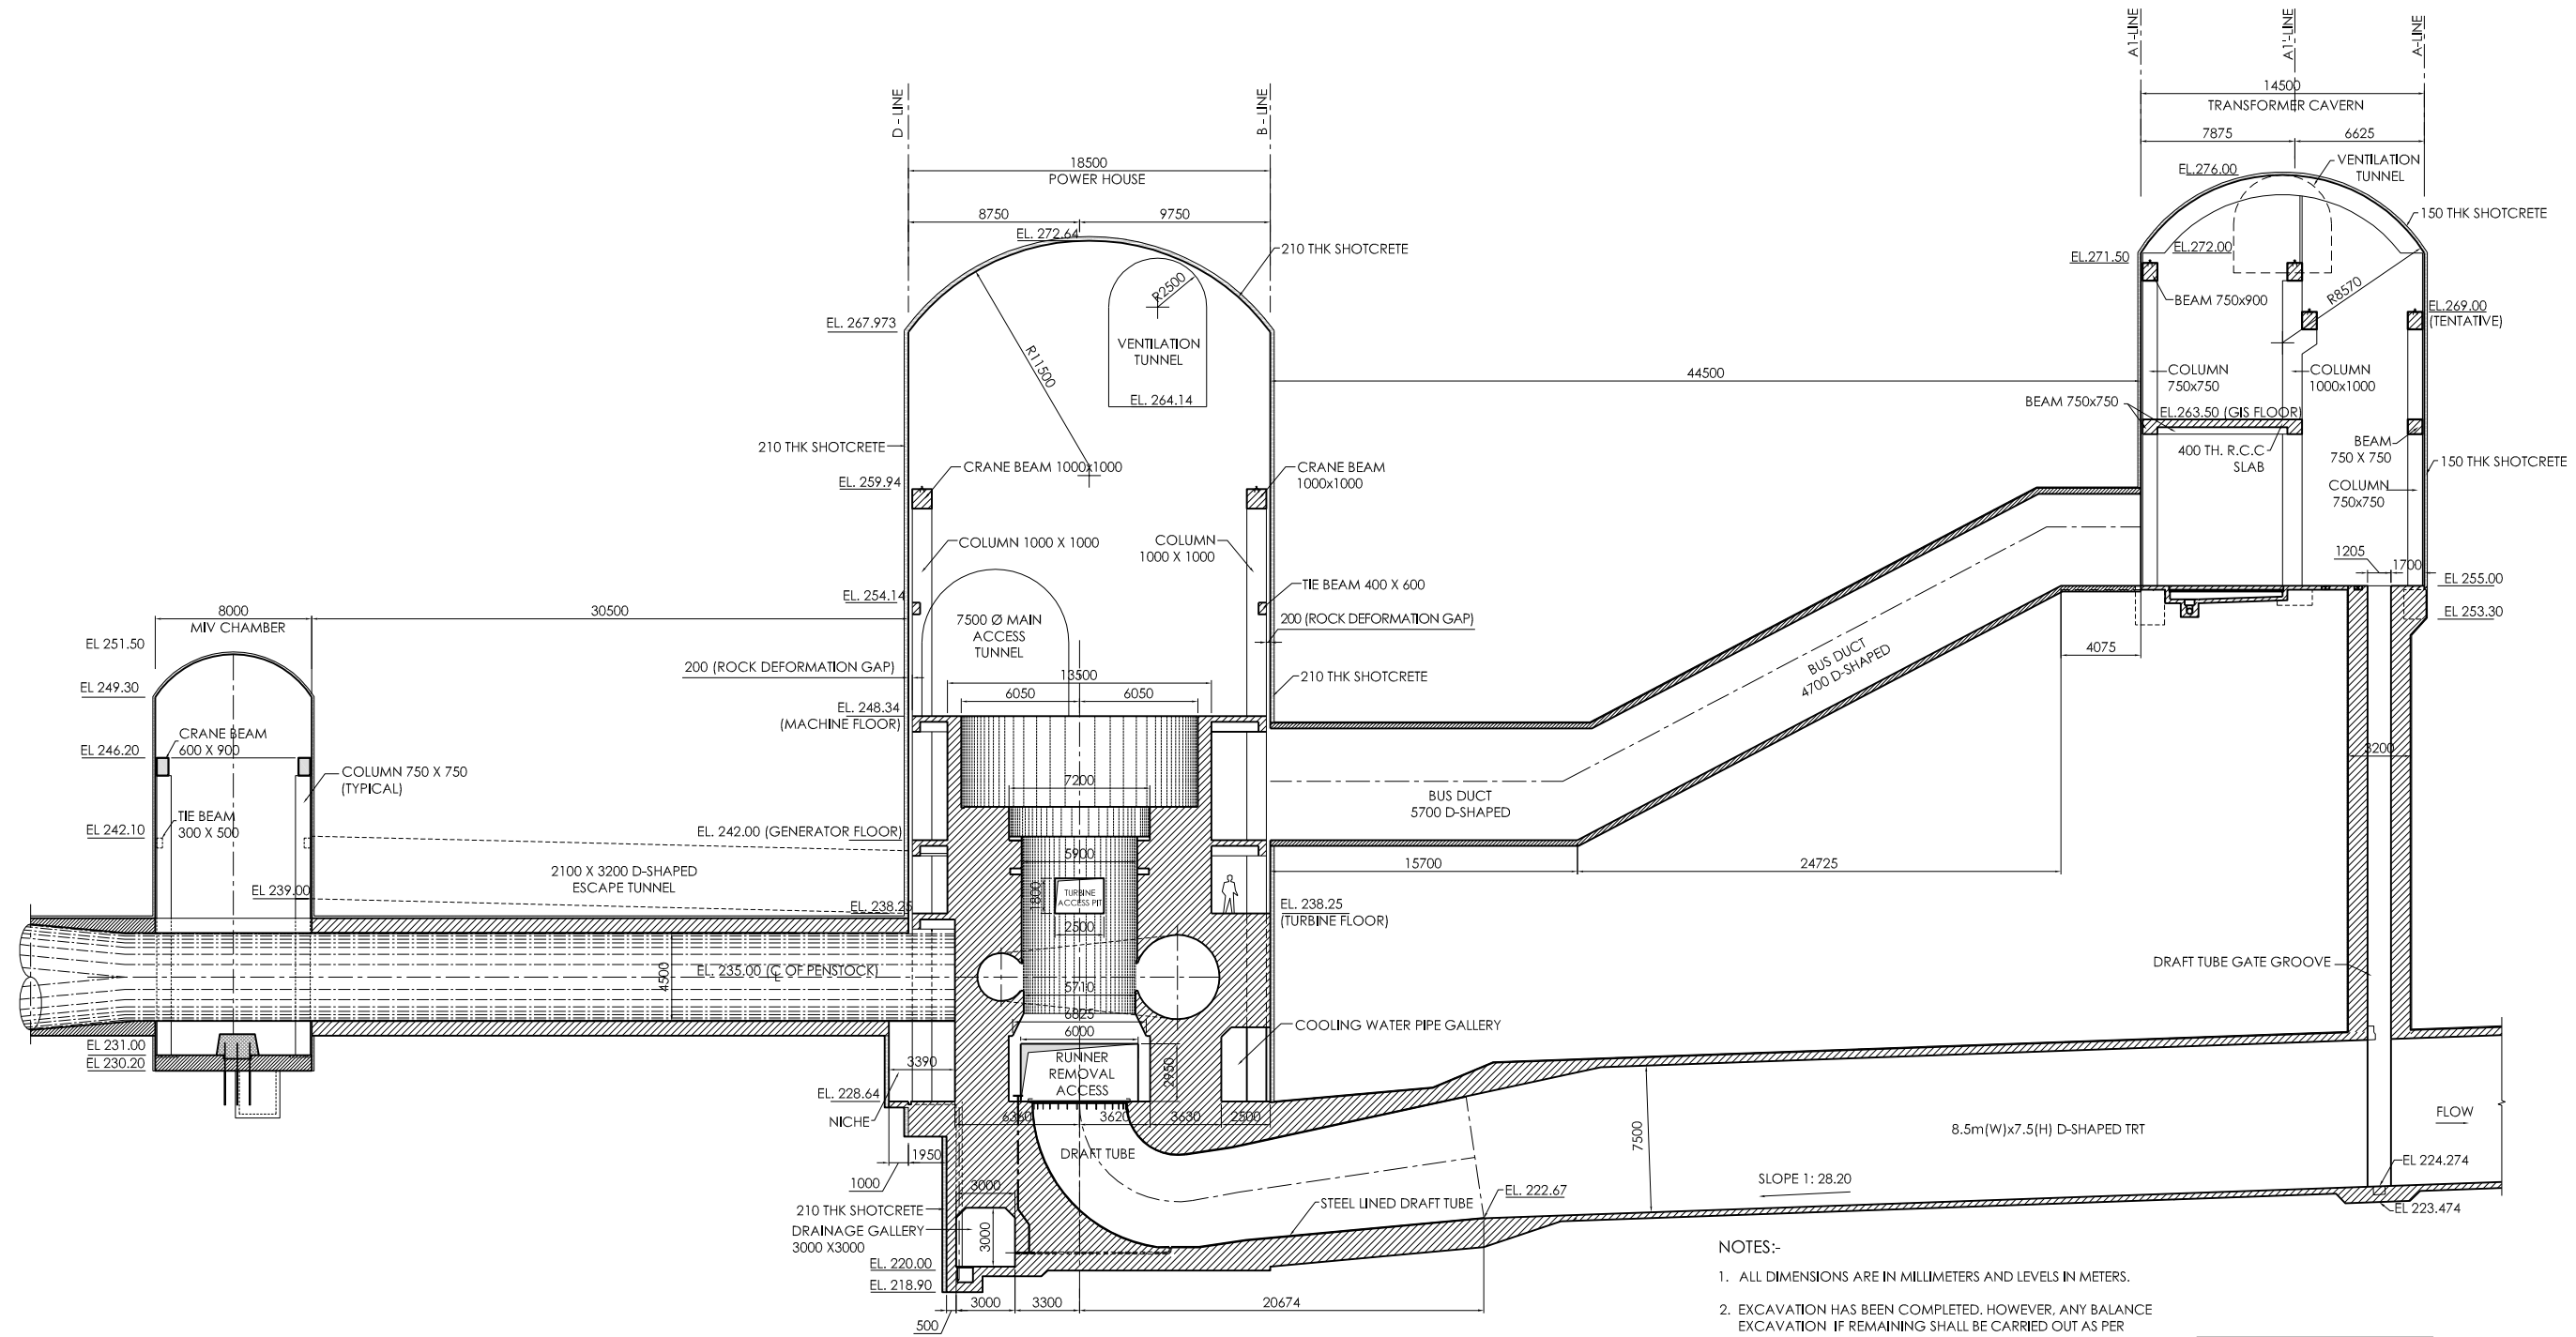 D - LINE
B - LINE
A1-LINE
A1'-LINE
A-LINE
14500
TRANSFORMER CAVERN
7875
6625
18500
POWER HOUSE
8750
9750
EL. 272.64
210 THK SHOTCRETE
R2500
EL. 267.973
R11500
VENTILATION
TUNNEL
EL. 264.14
44500
210 THK SHOTCRETE
CRANE BEAM 1000x1000
CRANE BEAM
1000x1000
EL. 259.94
COLUMN 1000 X 1000
COLUMN
1000 X 1000
EL. 254.14
TIE BEAM 400 X 600
7500 Ø MAIN
ACCESS
TUNNEL
200 (ROCK DEFORMATION GAP)
200 (ROCK DEFORMATION GAP)
210 THK SHOTCRETE
13500
6050
6050
EL. 248.34
(MACHINE FLOOR)
EL.276.00
VENTILATION
TUNNEL
150 THK SHOTCRETE
EL.272.00
EL.271.50
BEAM 750x900
R8570
EL.269.00
(TENTATIVE)
COLUMN
750x750
COLUMN
1000x1000
BEAM 750x750
EL.263.50 (GIS FLOOR)
400 TH. R.C.C
SLAB
BEAM
750 X 750
150 THK SHOTCRETE
COLUMN
750x750
1205
1700
EL 255.00
EL 253.30
4075
BUS DUCT
4700 D-SHAPED
BUS DUCT
5700 D-SHAPED
15700
24725
3200
8000
MIV CHAMBER
30500
EL 251.50
EL 249.30
EL 246.20
CRANE BEAM
600 X 900
COLUMN 750 X 750
(TYPICAL)
EL 242.10
TIE BEAM
300 X 500
EL. 242.00 (GENERATOR FLOOR)
2100 X 3200 D-SHAPED
ESCAPE TUNNEL
EL 239.00
EL. 238.25
7200
5900
1800
TURBINE
ACCESS PIT
2500
EL. 238.25
(TURBINE FLOOR)
4500
EL. 235.00 (℄ OF PENSTOCK)
5710
6825
6000
RUNNER
REMOVAL
ACCESS
2950
COOLING WATER PIPE GALLERY
DRAFT TUBE GATE GROOVE
EL 231.00
EL 230.20
3390
EL. 228.64
NICHE
6360
3620
3630
2500
1950
1000
DRAFT TUBE
3000
210 THK SHOTCRETE
DRAINAGE GALLERY
3000 X3000
3000
EL. 220.00
EL. 218.90
500
3000
3300
20674
STEEL LINED DRAFT TUBE
EL. 222.67
7500
8.5m(W)x7.5(H) D-SHAPED TRT
SLOPE 1: 28.20
FLOW
EL 224.274
EL 223.474
NOTES:-
1. ALL DIMENSIONS ARE IN MILLIMETERS AND LEVELS IN METERS.
2. EXCAVATION HAS BEEN COMPLETED. HOWEVER, ANY BALANCE
EXCAVATION IF REMAINING SHALL BE CARRIED OUT AS PER